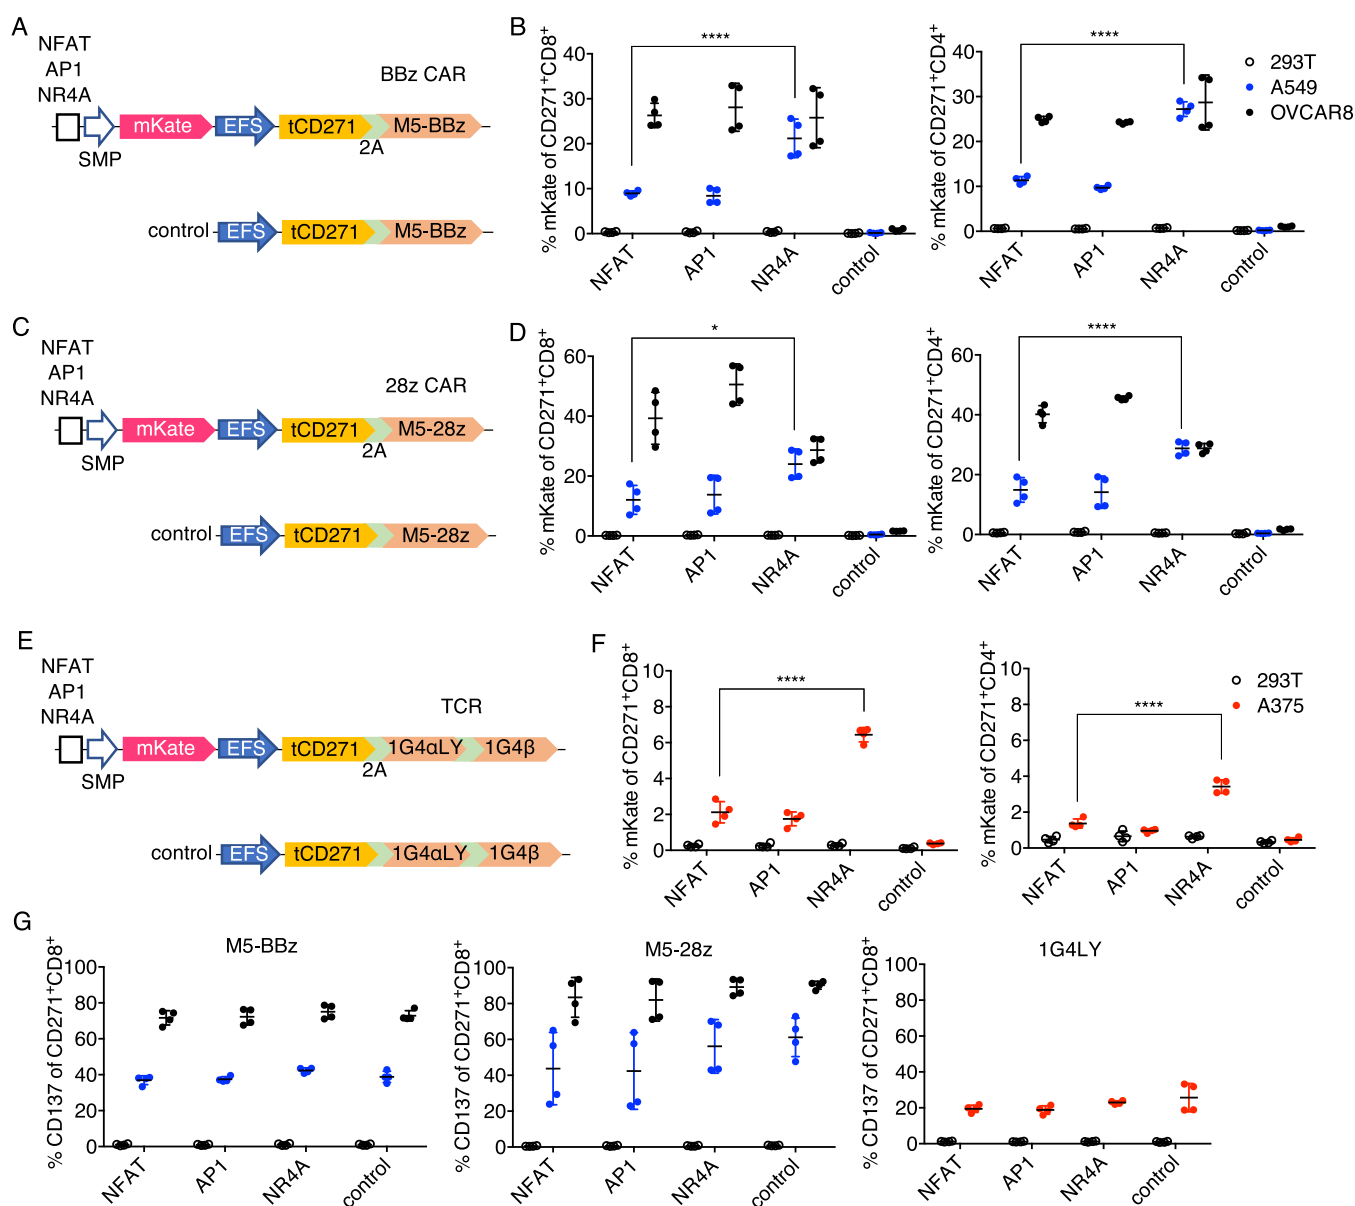 A
NFAT
AP1
NR4A
BBz CAR
mKate
EFS
tCD271
M5-BBz
SMP
2A
control
EFS
tCD271
M5-BBz
B
% mKate of CD271+CD8+
40
30
20
10
0
****
NFAT
AP1
NR4A
control
% mKate of CD271+CD4+
40
30
20
10
0
****
NFAT
AP1
NR4A
control
293T
A549
OVCAR8
C
NFAT
AP1
NR4A
28z CAR
mKate
EFS
tCD271
M5-28z
SMP
2A
control
EFS
tCD271
M5-28z
D
% mKate of CD271+CD8+
60
40
20
0
*
NFAT
AP1
NR4A
control
% mKate of CD271+CD4+
60
40
20
0
****
NFAT
AP1
NR4A
control
E
NFAT
AP1
NR4A
TCR
mKate
EFS
tCD271
1G4αLY
1G4β
SMP
2A
control
EFS
tCD271
1G4αLY
1G4β
F
% mKate of CD271+CD8+
10
8
6
4
2
0
****
NFAT
AP1
NR4A
control
% mKate of CD271+CD4+
10
8
6
4
2
0
****
NFAT
AP1
NR4A
control
293T
A375
G
M5-BBz
% CD137 of CD271+CD8+
100
80
60
40
20
0
NFAT
AP1
NR4A
control
M5-28z
% CD137 of CD271+CD8+
100
80
60
40
20
0
NFAT
AP1
NR4A
control
1G4LY
% CD137 of CD271+CD8+
100
80
60
40
20
0
NFAT
AP1
NR4A
control